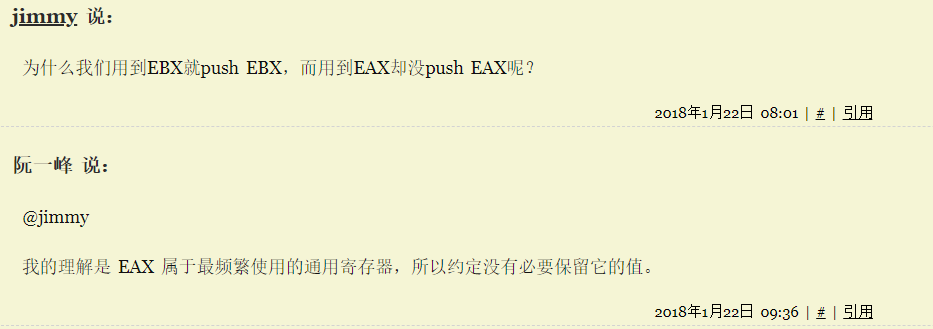 jimmy 说：
为什么我们用到EBX就push EBX，而用到EAX却没push EAX呢？
2018年1月22日 08:01 | # | 引用
阮一峰 说：
@jimmy
我的理解是 EAX 属于最频繁使用的通用寄存器，所以约定没有必要保留它的值。
2018年1月22日 09:36 | # | 引用